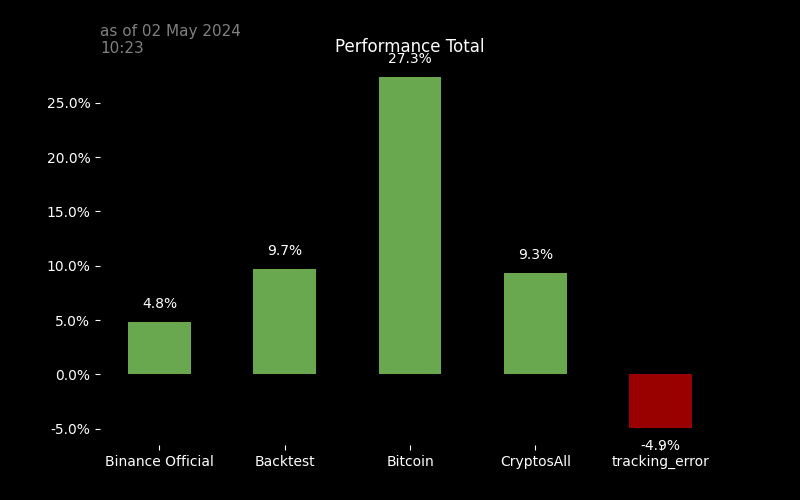 as of 02 May 2024
10:23
Performance Total
27.3%
25.0%
20.0%
15.0%
10.0%
5.0%
0.0%
-5.0%
4.8%
9.7%
9.3%
-4.9%
Binance Official
Backtest
Bitcoin
CryptosAll
tracking_error